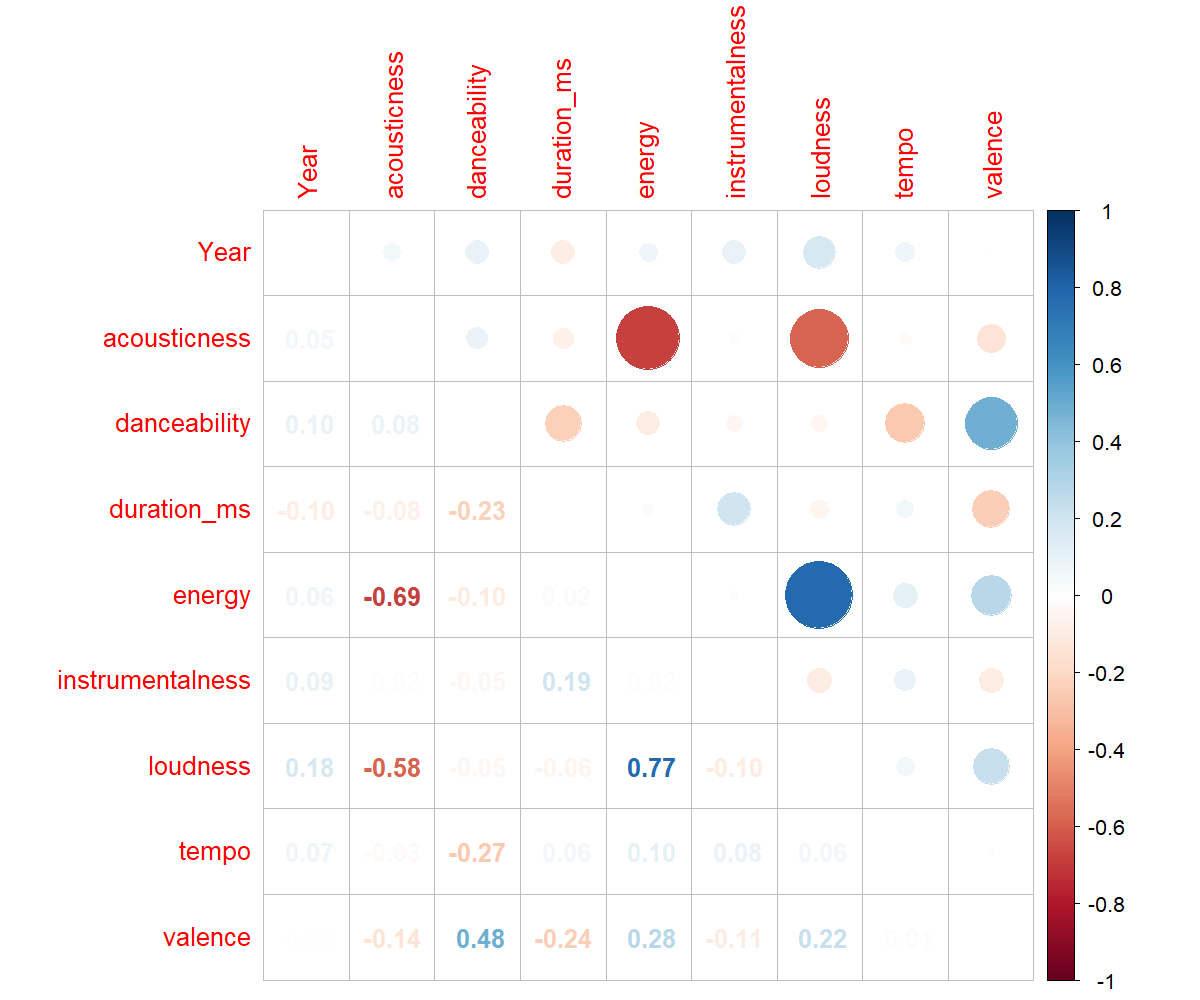 Year acousticness danceability duration_ms energy instrumentalness loudness tempo valence
Year
acousticness 0.05
danceability 0.10 0.08
duration_ms -0.10 -0.08 -0.23
energy 0.06 -0.69 -0.10 0.02
instrumentalness 0.09 0.02 -0.05 0.19 0.02
loudness 0.18 -0.58 -0.05 -0.06 0.77 -0.10
tempo 0.07 -0.03 -0.27 0.06 0.10 0.08 0.06
valence -0.14 0.48 -0.24 0.28 -0.11 0.22 0.01
1
0.8
0.6
0.4
0.2
0
-0.2
-0.4
-0.6
-0.8
-1